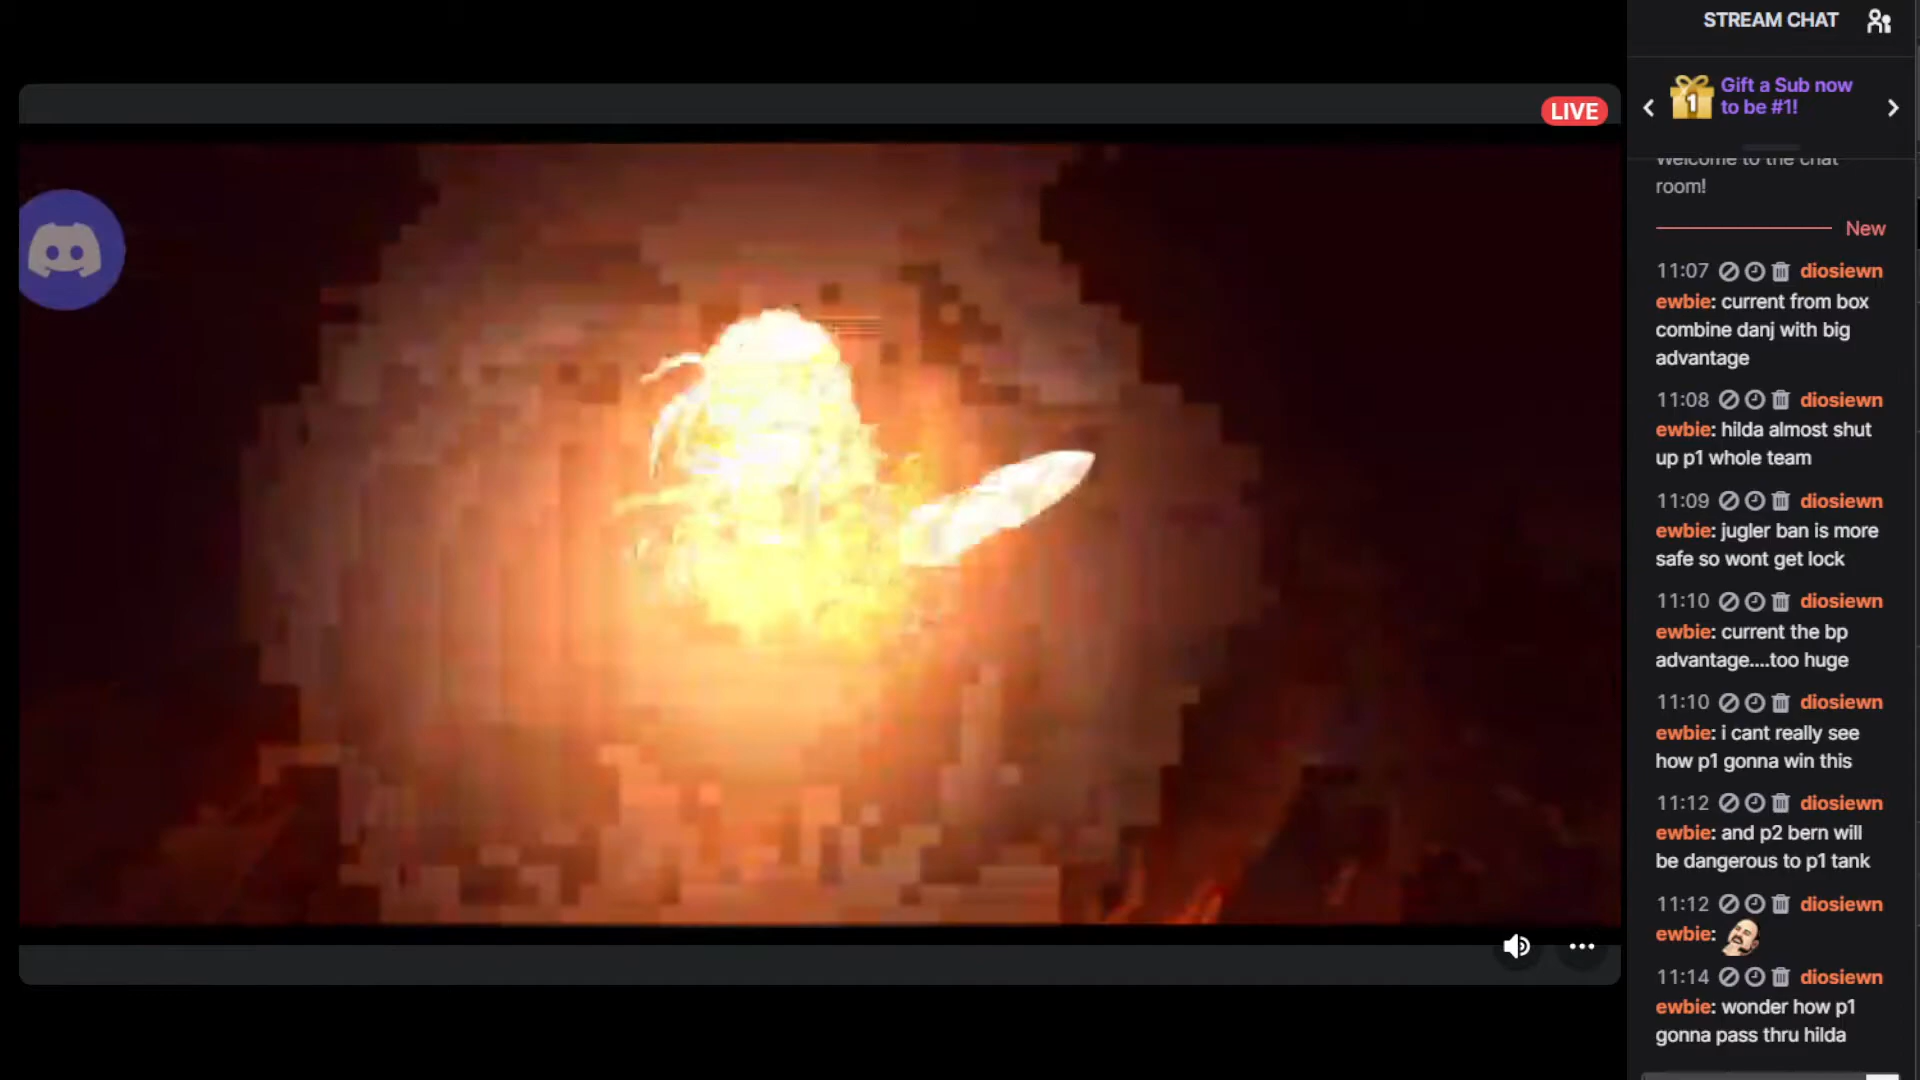 STREAM CHAT
1
Gift a Sub now
to be #1!
LIVE
Welcome to the chat
room!
New
11:07 diosiewn
ewbie: current from box
combine danj with big
advantage
11:08 diosiewn
ewbie: hilda almost shut
up p1 whole team
11:09 diosiewn
ewbie: jugler ban is more
safe so wont get lock
11:10 diosiewn
ewbie: current the bp
advantage....too huge
11:10 diosiewn
ewbie: i cant really see
how p1 gonna win this
11:12 diosiewn
ewbie: and p2 bern will
be dangerous to p1 tank
11:12 diosiewn
ewbie:
11:14 diosiewn
ewbie: wonder how p1
gonna pass thru hilda